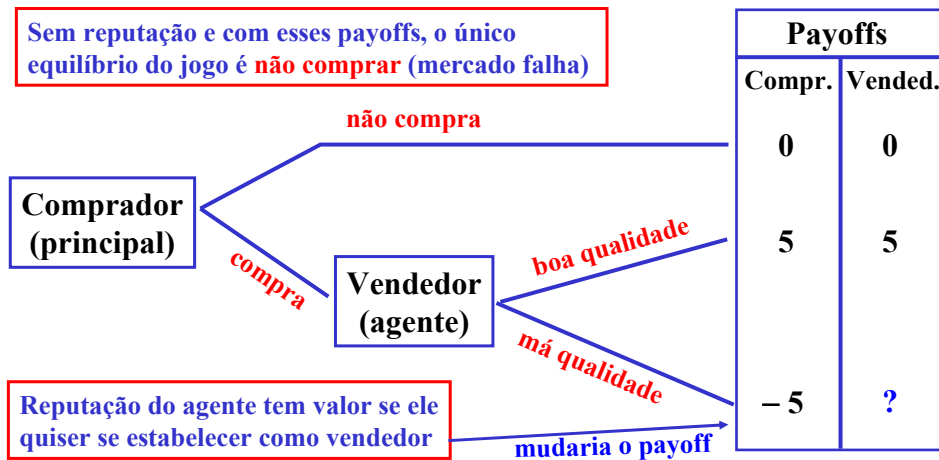 Sem reputação e com esses payoffs, o único
equilíbrio do jogo é não comprar (mercado falha)
Payoffs
Compr. Vended.
não compra
0 0
Comprador
(principal)
compra
Vendedor
(agente)
boa qualidade
5 5
má qualidade
– 5 ?
Reputação do agente tem valor se ele
quiser se estabelecer como vendedor
mudaria o payoff